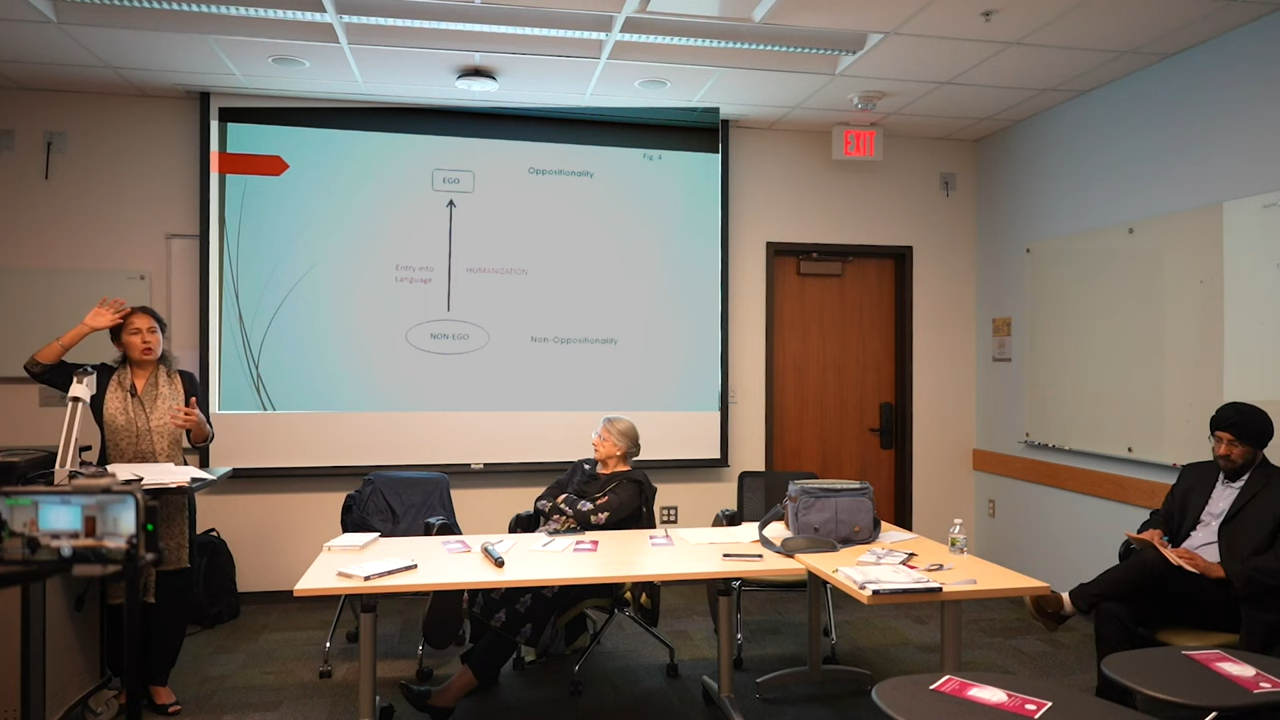 Fig. 4
Oppositionality
EGO
Entry into
Language
HUMANIZATION
NON-EGO
Non-Oppositionality
EXIT